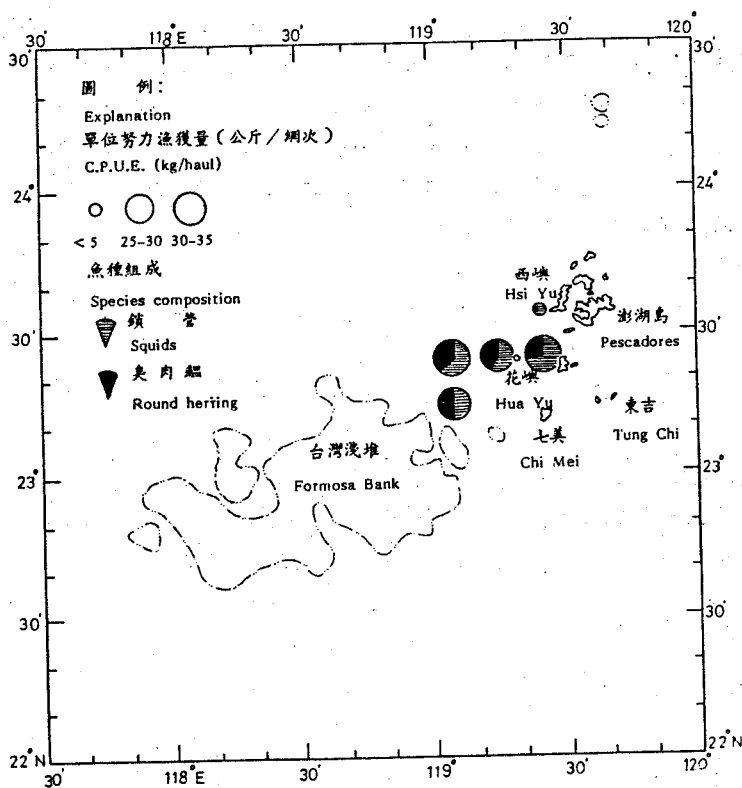 30′ 118°E 30′ 119° 30′ 120°
30′ 30′
圖 例：
Explanation
單位努力漁獲量（公斤／網次）
C.P.U.E. (kg/haul)
24° 24°
< 5 25-30 30-35
魚種組成
Species composition
鎖 管
Squids
臭肉鰮
Round herring
西嶼
Hsi Yu
澎湖島
Pescadores
30′ 30′
花嶼
Hua Yu
東吉
Tung Chi
七美
Chi Mei
台灣淺堆
Formosa Bank
23° 23°
30′ 30′
22°N 22°N
30′ 118°E 30′ 119° 30′ 120°